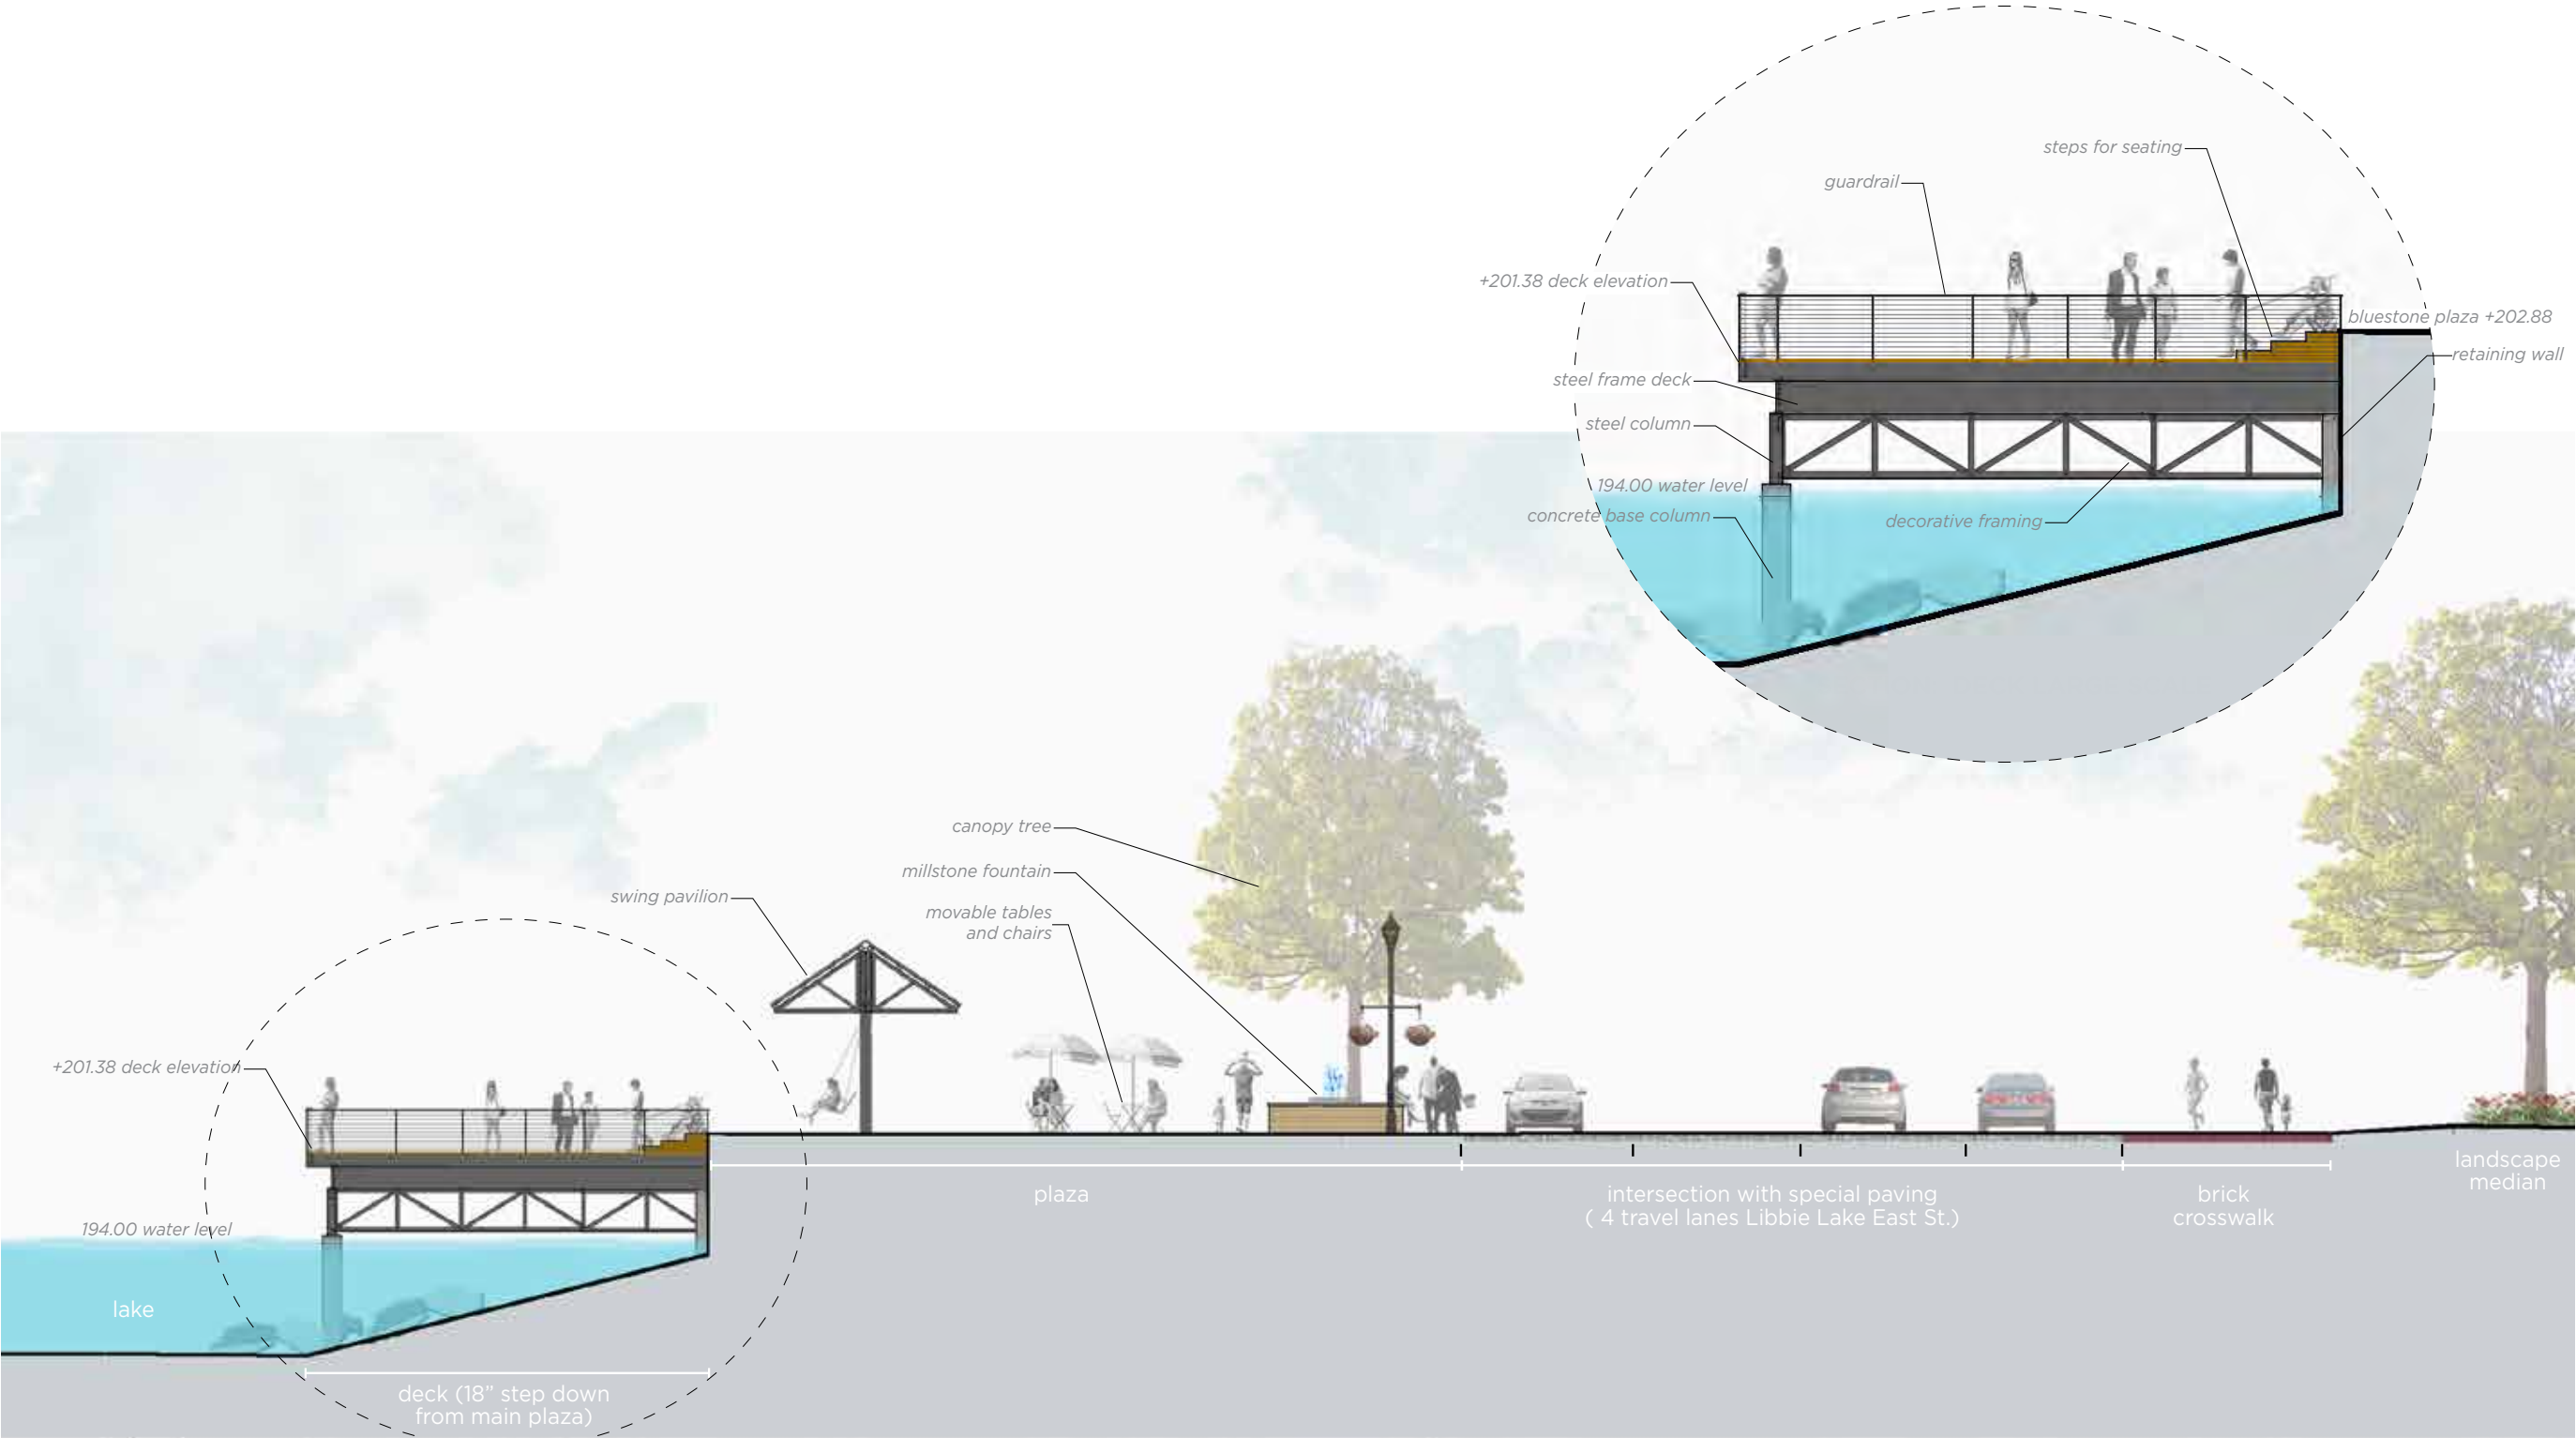 steps for seating
guardrail
+201.38 deck elevation
bluestone plaza +202.88
retaining wall
steel frame deck
steel column
194.00 water level
concrete base column
decorative framing
canopy tree
millstone fountain
swing pavilion
movable tables
and chairs
+201.38 deck elevation
194.00 water level
lake
plaza
intersection with special paving
( 4 travel lanes Libbie Lake East St.)
brick
crosswalk
landscape
median
deck (18” step down
from main plaza)